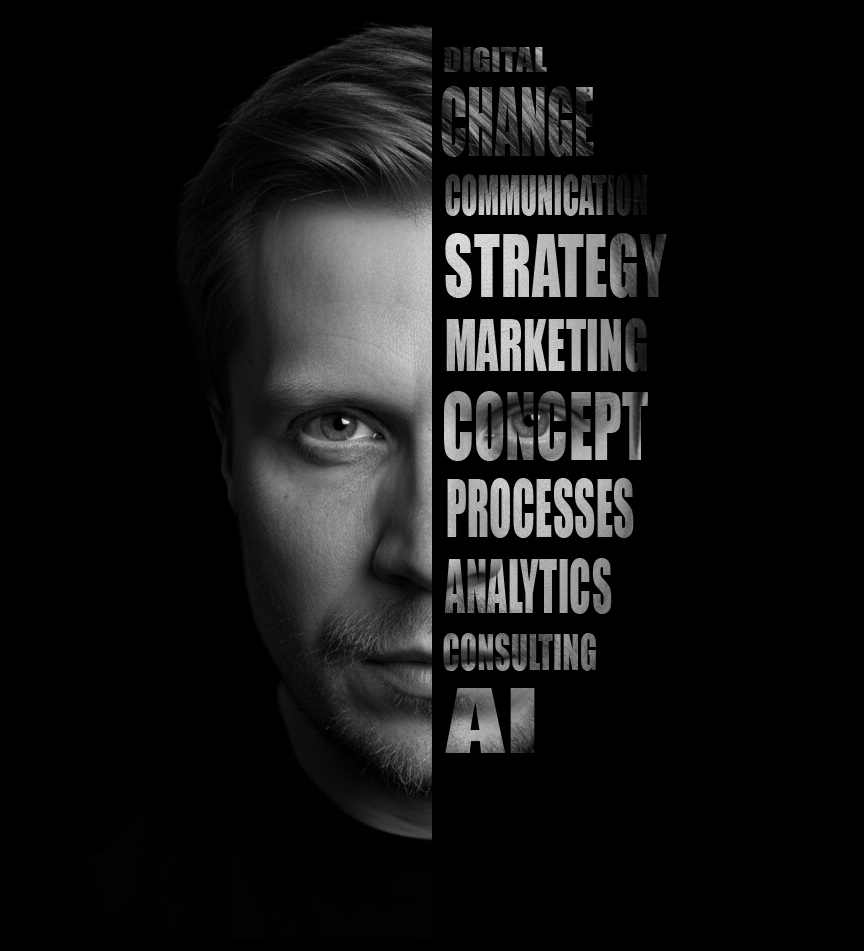 DIGITAL
CHANGE
COMMUNICATION
STRATEGY
MARKETING
CONCEPT
PROCESSES
ANALYTICS
CONSULTING
AI